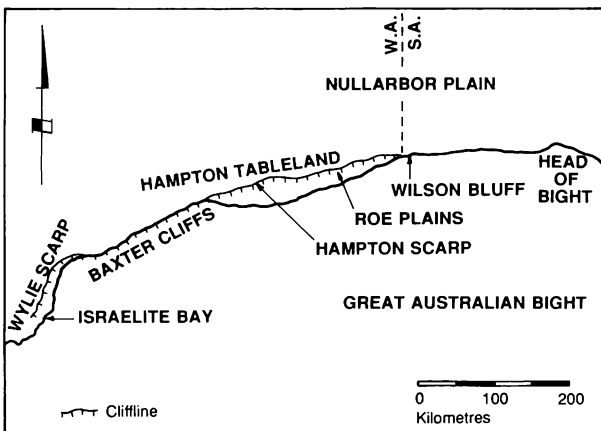 W.A.
S.A.
NULLARBOR PLAIN
HAMPTON TABLELAND
WILSON BLUFF
HEAD
OF
BIGHT
ROE PLAINS
HAMPTON SCARP
BAXTER CLIFFS
WYLIE SCARP
GREAT AUSTRALIAN BIGHT
ISRAELITE BAY
Cliffline
0 100 200
Kilometres